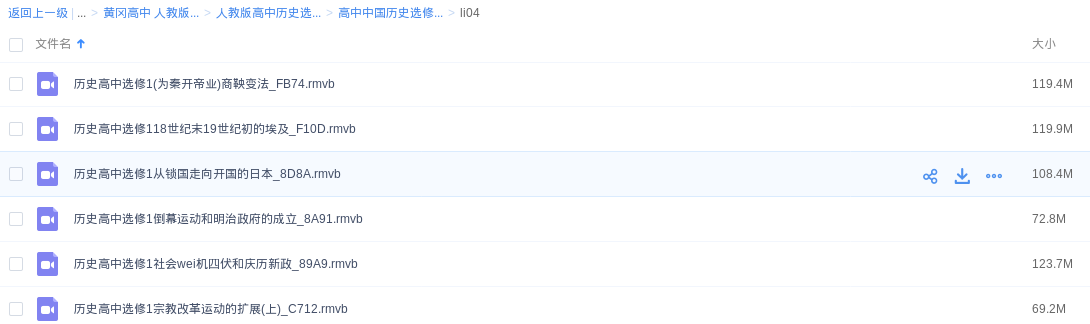 返回上一级 | ... > 黄冈高中 人教版... > 人教版高中历史选... > 高中中国历史选修... > li04
文件名 大小
历史高中选修1(为秦开帝业)商鞅变法_FB74.rmvb 119.4M
历史高中选修118世纪末19世纪初的埃及_F10D.rmvb 119.9M
历史高中选修1从锁国走向开国的日本_8D8A.rmvb 108.4M
历史高中选修1倒幕运动和明治政府的成立_8A91.rmvb 72.8M
历史高中选修1社会wei机四伏和庆历新政_89A9.rmvb 123.7M
历史高中选修1宗教改革运动的扩展(上)_C712.rmvb 69.2M